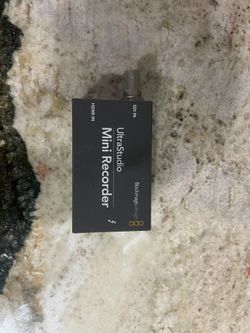 SDI IN
HDMI IN
Blackmagicdesign
UltraStudio
Mini Recorder